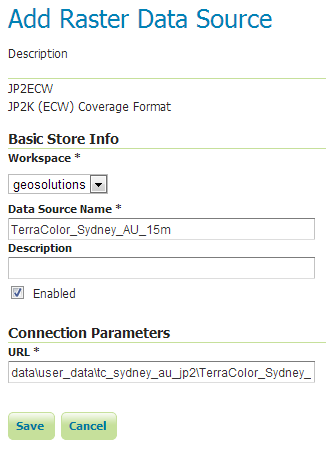 Add Raster Data Source
Description
JP2ECW
JP2K (ECW) Coverage Format
Basic Store Info
Workspace *
geosolutions
Data Source Name *
TerraColor_Sydney_AU_15m
Description
Enabled
Connection Parameters
URL *
data\user_data\tc_sydney_au_jp2\TerraColor_Sydney_
Save Cancel